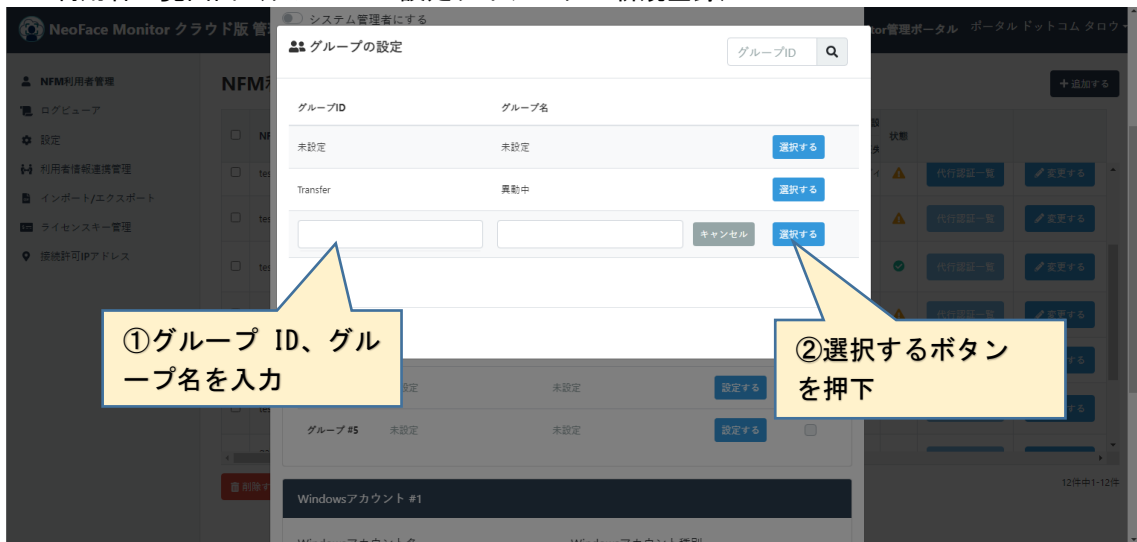 NeoFace Monitor クラウド版 管
システム管理者にする
tor管理ポータル ポータル ドットコム タロウ
グループの設定
グループID
NFM利用者管理
NFM
+追加する
ログビューア
グループID グループ名
設定
NF
状態
未設定 未設定 選択する
利用者情報連携管理
tes
代行認証一覧 変更する
インポート/エクスポート
Transfer 異動中 選択する
ライセンスキー管理
tes
代行認証一覧 変更する
キャンセル 選択する
接続許可IPアドレス
tes
代行認証一覧 変更する
①グループ ID、グル
ープ名を入力
②選択するボタン
を押下
未設定 設定する
グループ #5 未設定 未設定 設定する
削除す
12件中1-12件
Windowsアカウント #1